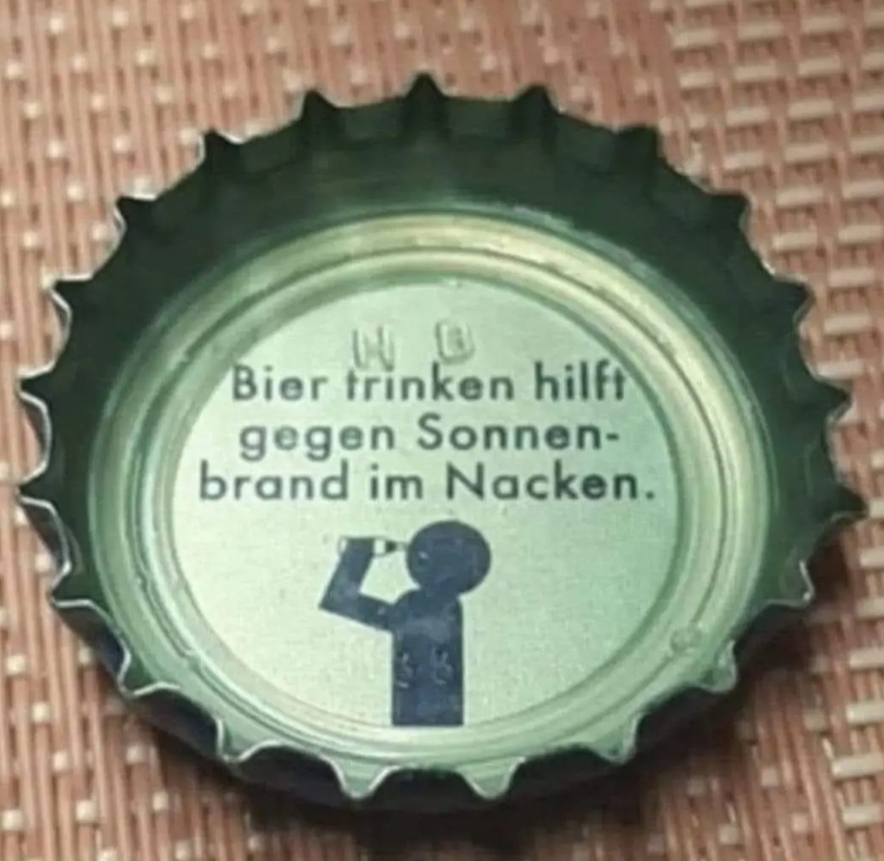 H B
Bier trinken hilft
gegen Sonnen-
brand im Nacken.